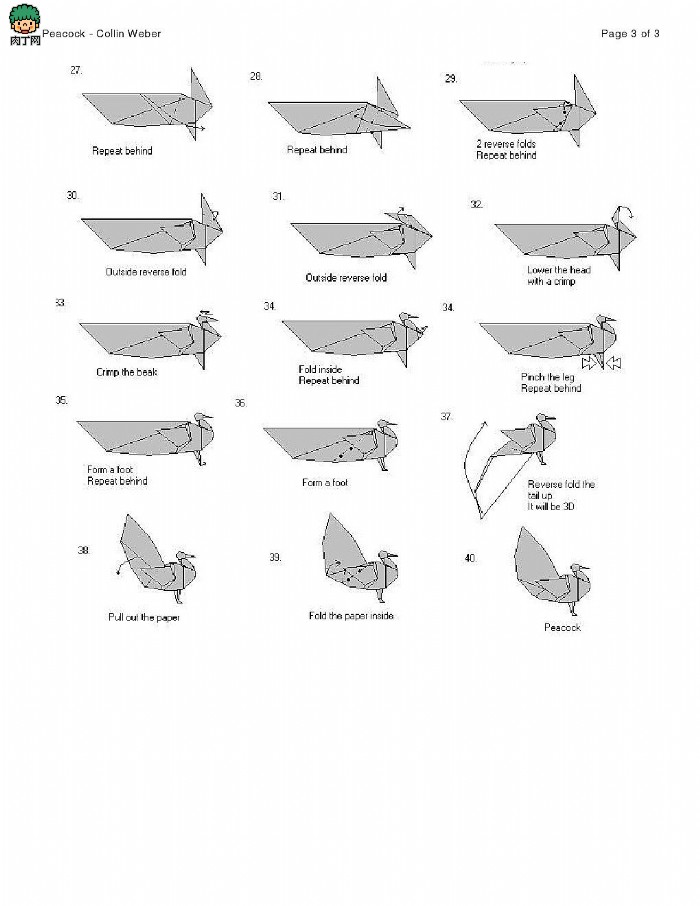 肉丁网
Peacock - Collin Weber
Page 3 of 3
27.
Repeat behind
28.
Repeat behind
29.
2 reverse folds
Repeat behind
30.
Outside reverse fold
31.
Outside reverse fold
32.
Lower the head
with a crimp
33.
Crimp the beak
34.
Fold inside
Repeat behind
34.
Pinch the leg
Repeat behind
35.
Form a foot
Repeat behind
36.
Form a foot
37.
Reverse fold the
tail up
It will be 3D
38.
Pull out the paper
39.
Fold the paper inside
40.
Peacock